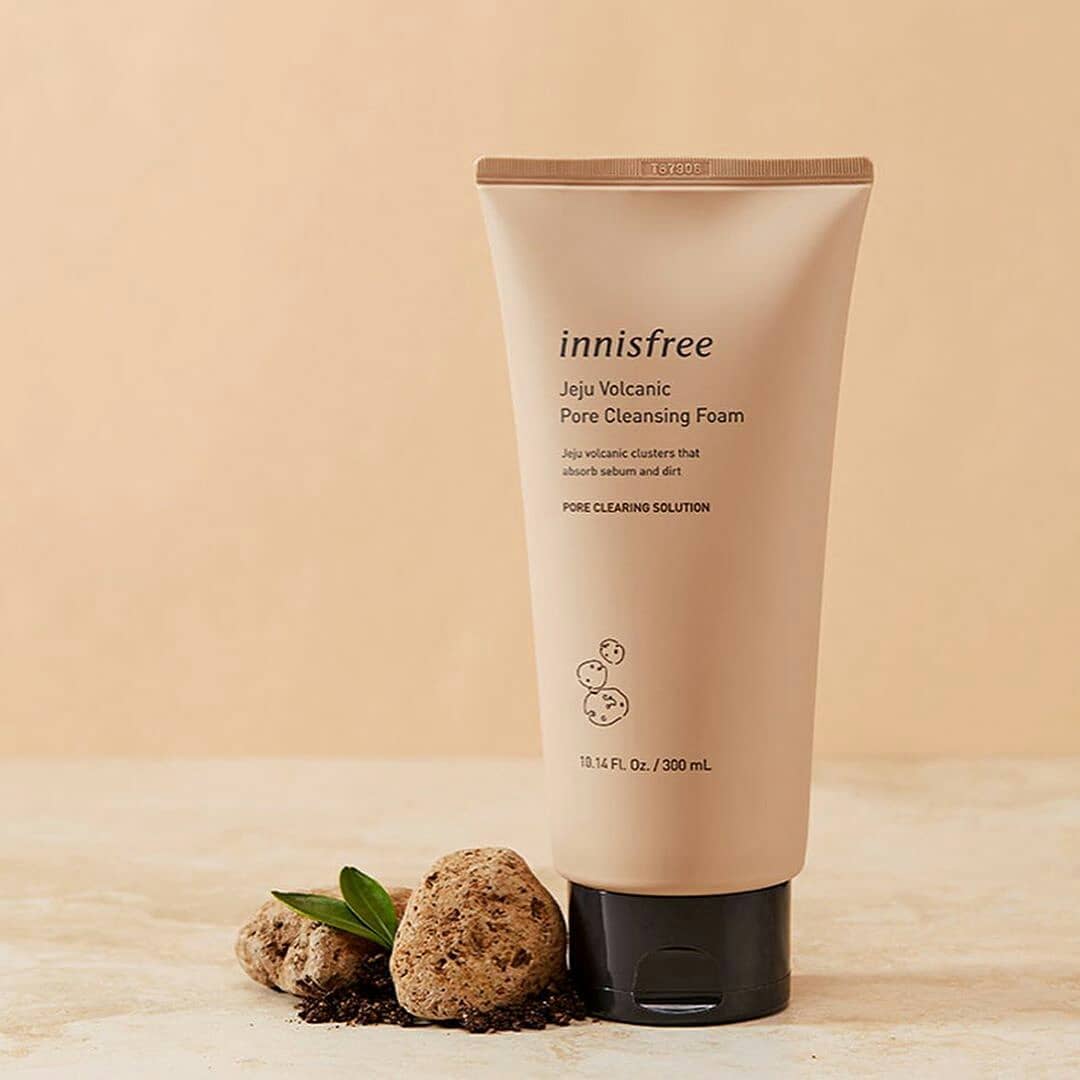 innisfree
Jeju Volcanic
Pore Cleansing Foam
Jeju volcanic clusters that
absorb sebum and dirt
PORE CLEARING SOLUTION
10.14 Fl. Oz. / 300 mL